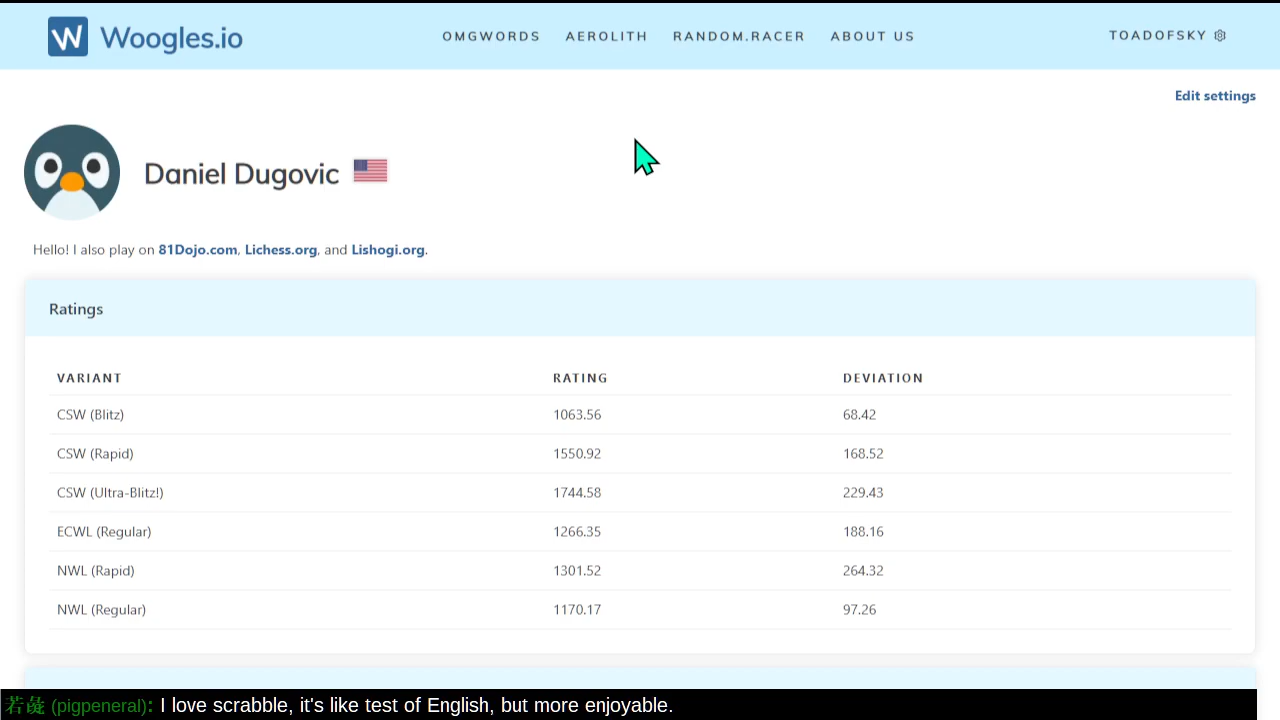 W Woogles.io
OMGWORDS AEROLITH RANDOM.RACER ABOUT US
TOADOFSKY
Edit settings
Daniel Dugovic
Hello! I also play on 81Dojo.com, Lichess.org, and Lishogi.org.
Ratings
VARIANT RATING DEVIATION
CSW (Blitz) 1063.56 68.42
CSW (Rapid) 1550.92 168.52
CSW (Ultra-Blitz!) 1744.58 229.43
ECWL (Regular) 1266.35 188.16
NWL (Rapid) 1301.52 264.32
NWL (Regular) 1170.17 97.26
(pigpeneral): I love scrabble, it's like test of English, but more enjoyable.